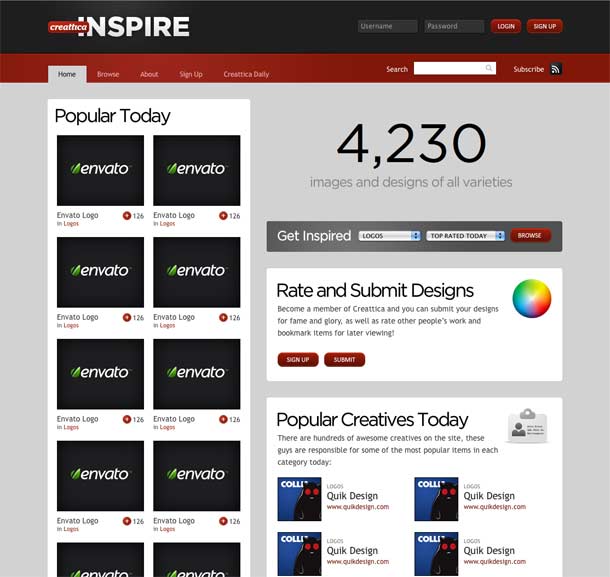 creattica INSPIRE
Username Password LOGIN SIGN UP
Home Browse About Sign Up Creattica Daily
Search Subscribe
Popular Today
envato envato
Envato Logo + 126 Envato Logo + 126
in Logos in Logos
envato envato
Envato Logo + 126 Envato Logo + 126
in Logos in Logos
envato envato
Envato Logo + 126 Envato Logo + 126
in Logos in Logos
envato envato
Envato Logo + 126 Envato Logo + 126
in Logos in Logos
envato envato
4,230
images and designs of all varieties
Get Inspired LOGOS TOP RATED TODAY BROWSE
Rate and Submit Designs
Become a member of Creattica and you can submit your designs
for fame and glory, as well as rate other people's work and
bookmark items for later viewing!
SIGN UP SUBMIT
Popular Creatives Today
There are hundreds of awesome creatives on the site, these
guys are responsible for some of the most popular items in each
category today:
COLLI LOGOS COLLI LOGOS
Quik Design Quik Design
www.quikdesign.com www.quikdesign.com
COLLI LOGOS COLLI LOGOS
Quik Design Quik Design
www.quikdesign.com www.quikdesign.com